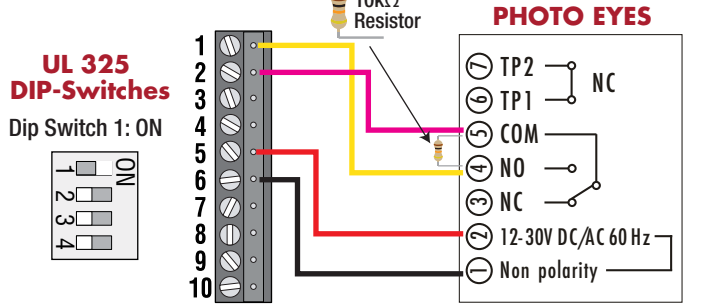 10kΩ
Resistor
PHOTO EYES
UL 325
DIP-Switches
Dip Switch 1: ON
ON
1
2
3
4
1
2
3
4
5
6
7
8
9
10
7 TP2
6 TP1
NC
5 COM
4 NO
3 NC
2 12-30V DC/AC 60 Hz
1 Non polarity